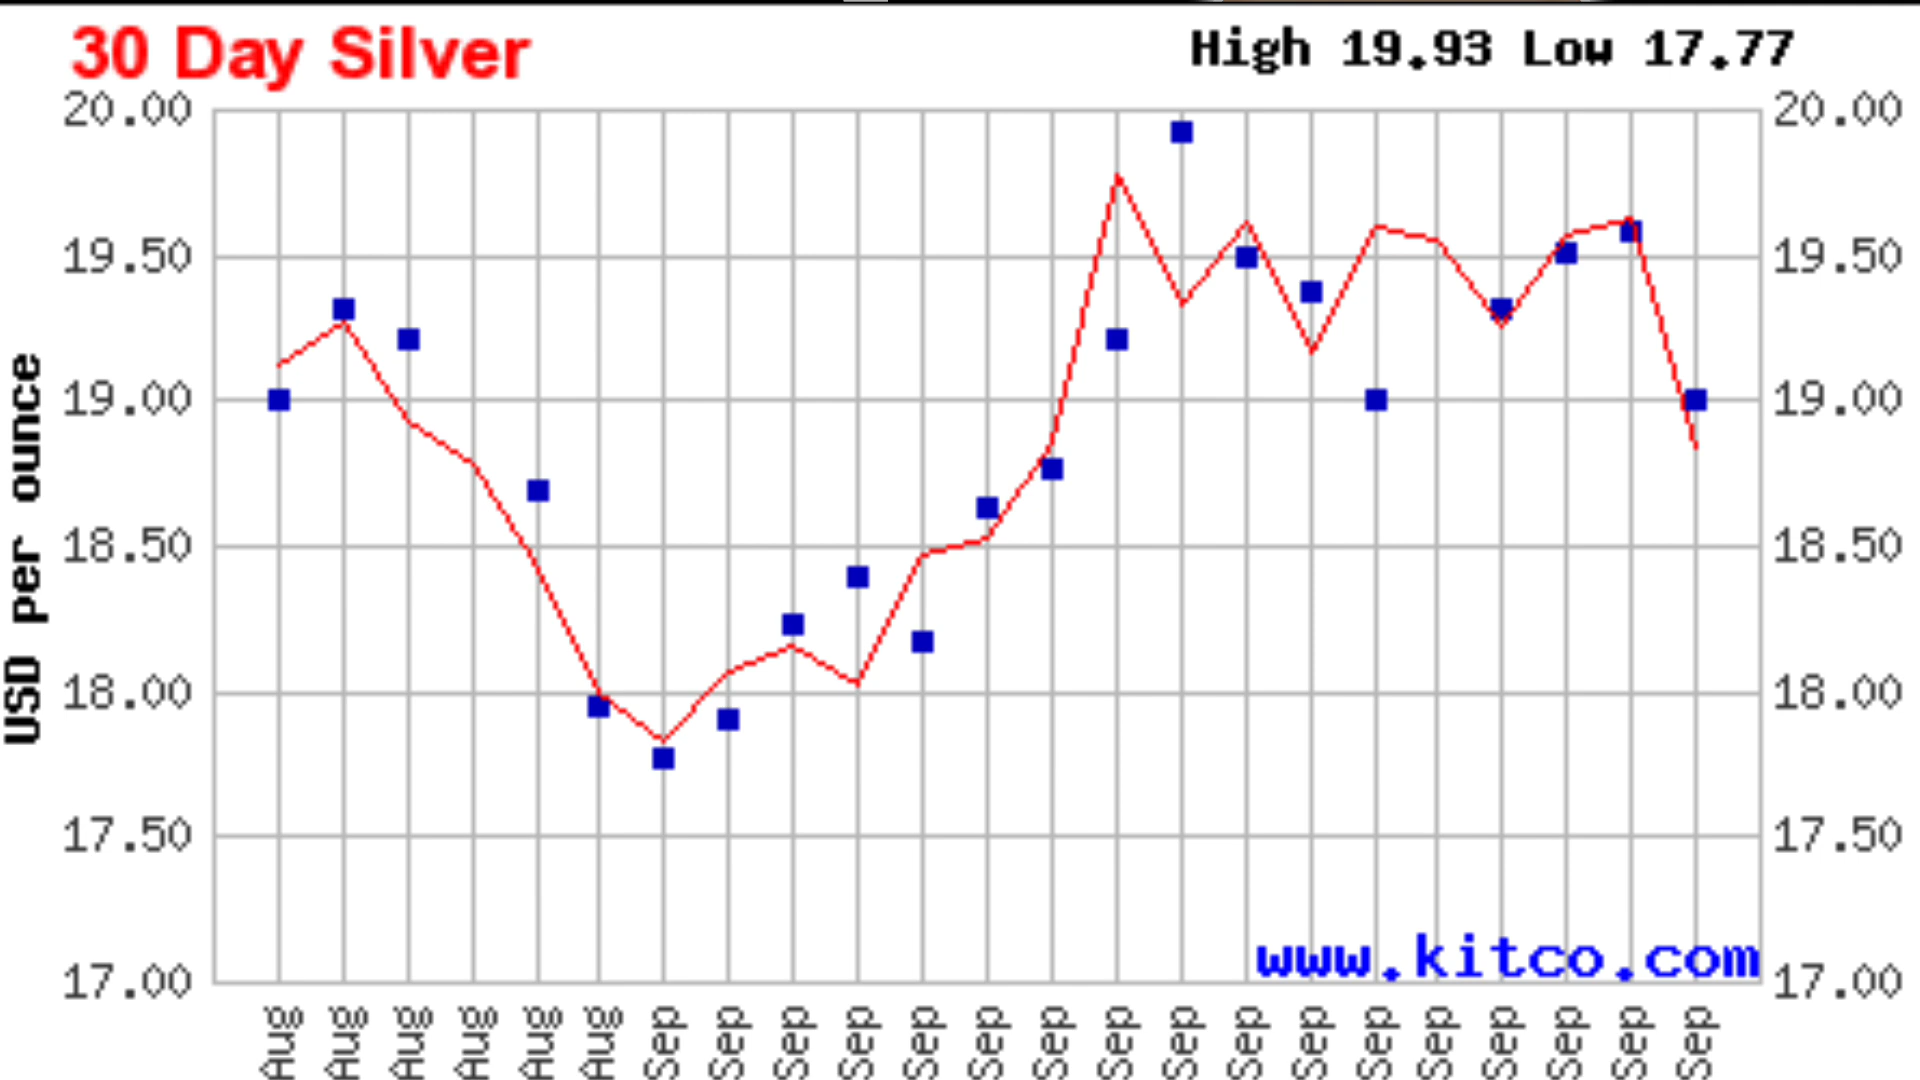 30 Day Silver
High 19.93 Low 17.77
20.00 20.00
19.50 19.50
19.00 19.00
18.50 18.50
18.00 18.00
17.50 17.50
17.00 17.00
USD per ounce
www.kitco.com
Aug Aug Aug Aug Aug Aug Sep Sep Sep Sep Sep Sep Sep Sep Sep Sep Sep Sep Sep Sep Sep Sep Sep